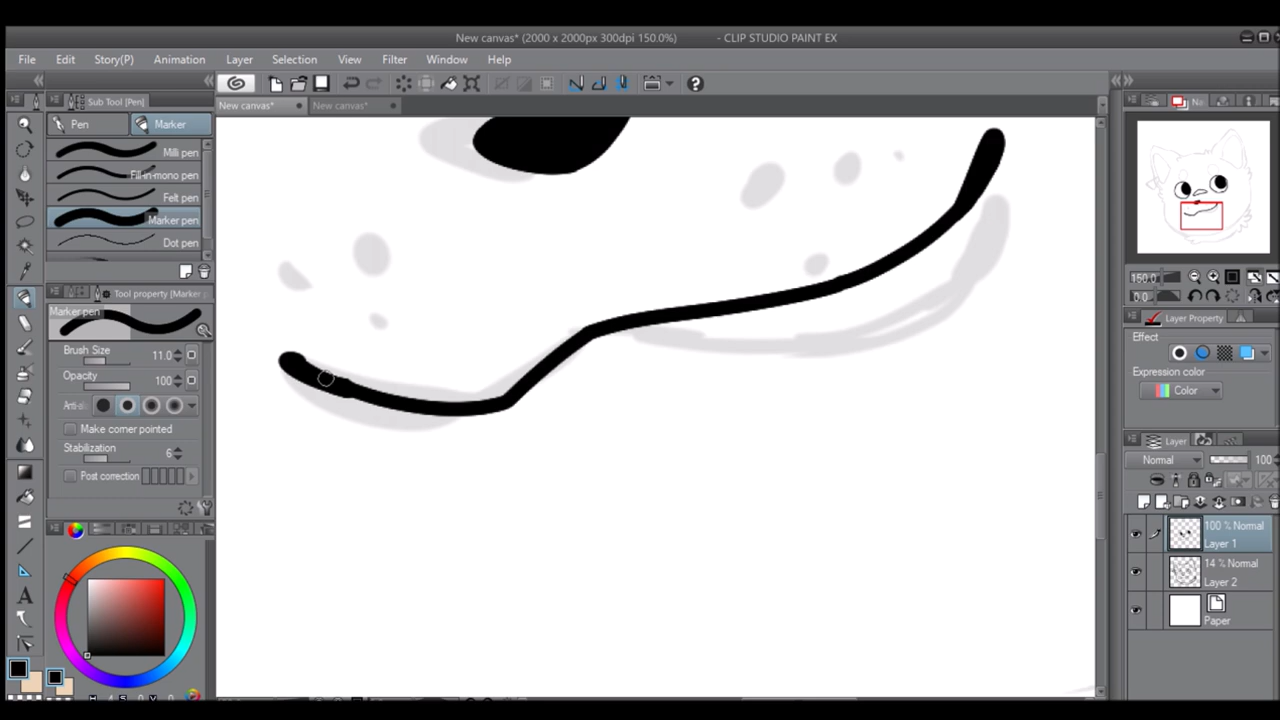 New canvas* (2000 x 2000px 300dpi 150.0%) - CLIP STUDIO PAINT EX
File Edit Story(P) Animation Layer Selection View Filter Window Help
Sub Tool [Pen]
New canvas* New canvas*
Pen Marker
Milli pen
Fill-in-mono pen
Felt pen
Marker pen
Dot pen
Tool property [Marker p
Marker pen
Brush Size 11.0
Opacity 100
Make corner pointed
Stabilization 6
Post correction
150.0
0.0
Layer Property
Effect
Expression color
Color
Layer
Normal 100
100 % Normal
Layer 1
14 % Normal
Layer 2
Paper